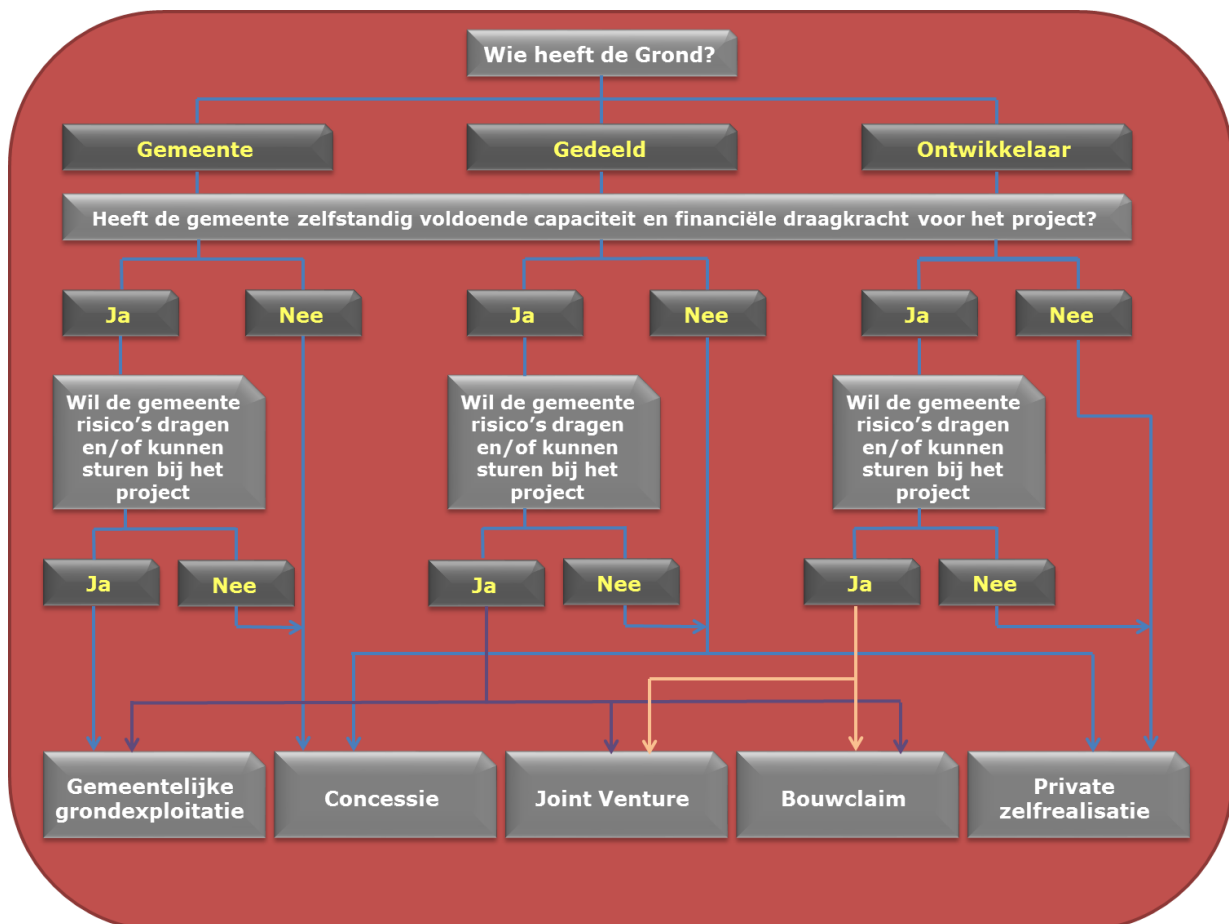 Wie heeft de Grond?
Gemeente
Gedeeld
Ontwikkelaar
Heeft de gemeente zelfstandig voldoende capaciteit en financiële draagkracht voor het project?
Ja
Nee
Ja
Nee
Ja
Nee
Wil de gemeente
risico's dragen
en/of kunnen
sturen bij het
project
Wil de gemeente
risico's dragen
en/of kunnen
sturen bij het
project
Wil de gemeente
risico's dragen
en/of kunnen
sturen bij het
project
Ja
Nee
Ja
Nee
Ja
Nee
Gemeentelijke
grondexploitatie
Concessie
Joint Venture
Bouwclaim
Private
zelfrealisatie